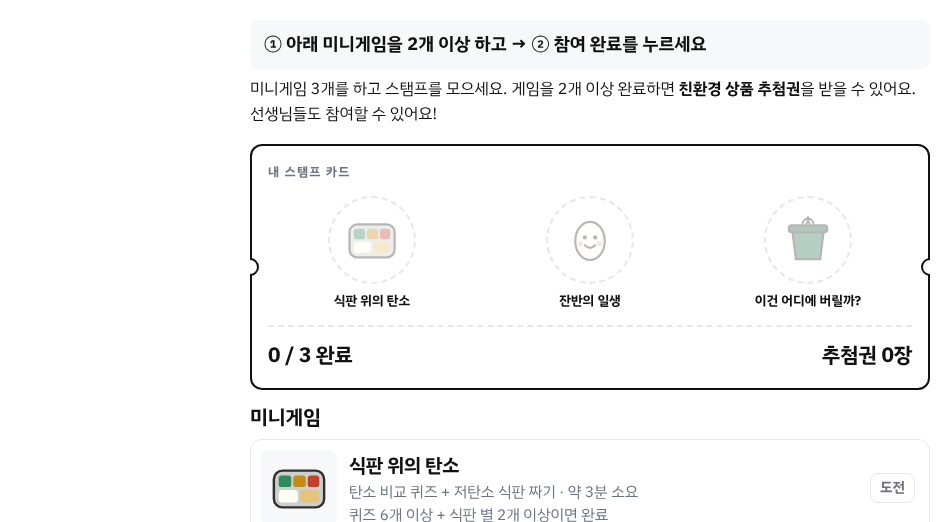 ① 아래 미니게임을 2개 이상 하고 → ② 참여 완료를 누르세요
미니게임 3개를 하고 스탬프를 모으세요. 게임을 2개 이상 완료하면 친환경 상품 추첨권을 받을 수 있어요.
선생님들도 참여할 수 있어요!
내 스탬프 카드
식판 위의 탄소
잔반의 일생
이건 어디에 버릴까?
0 / 3 완료
추첨권 0장
미니게임
식판 위의 탄소
탄소 비교 퀴즈 + 저탄소 식판 짜기 · 약 3분 소요
도전
퀴즈 6개 이상 + 식판 별 2개 이상이면 완료